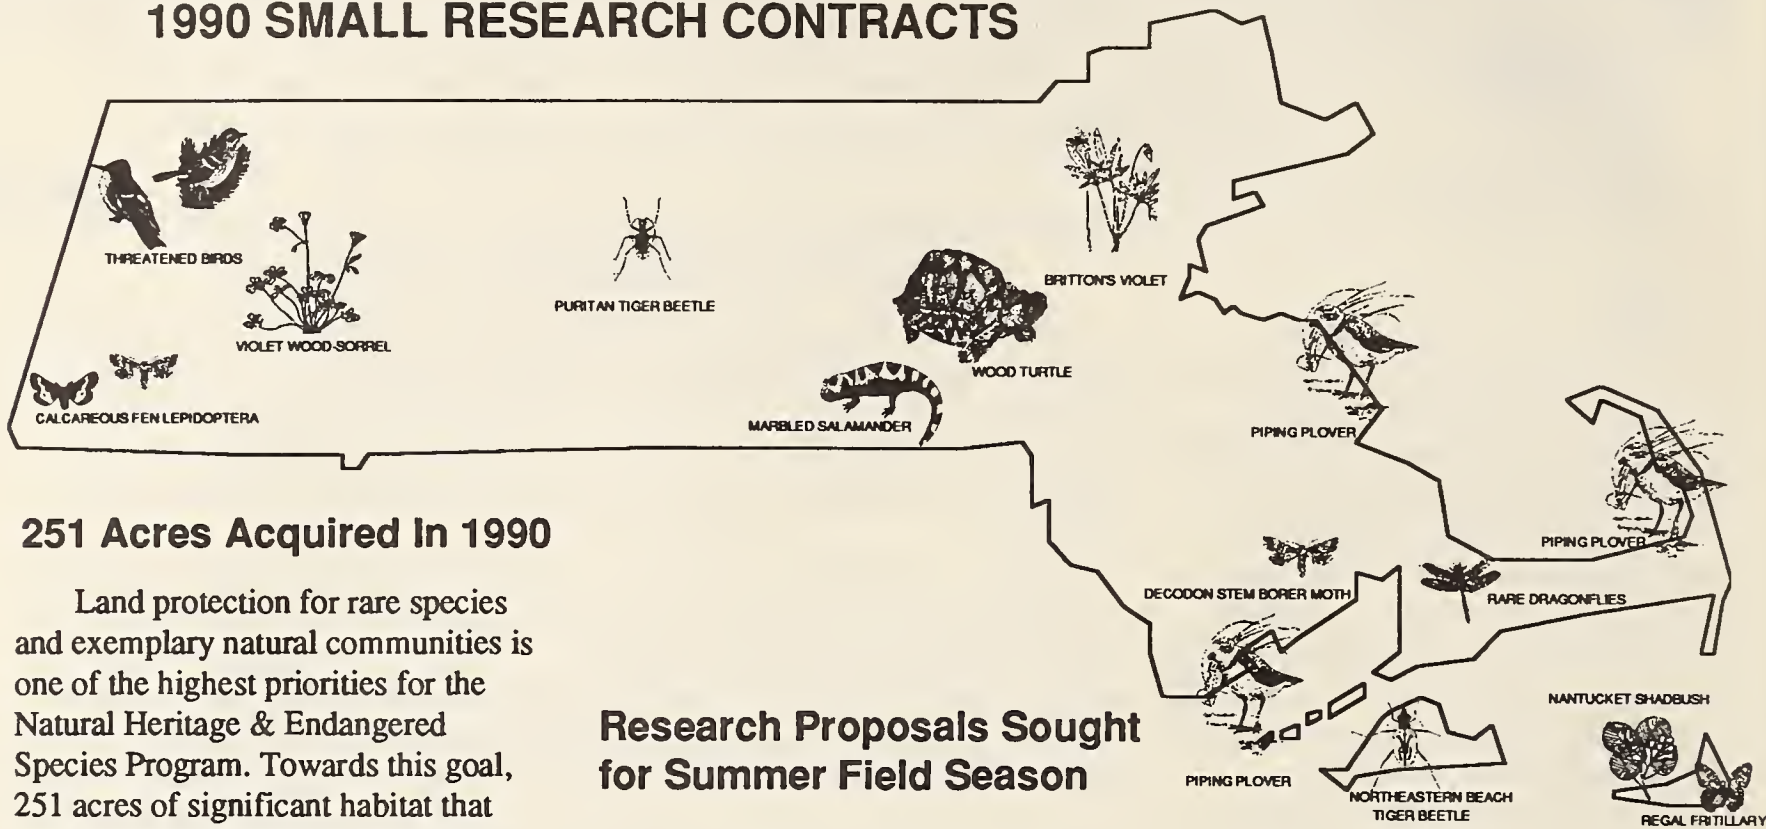 1990 SMALL RESEARCH CONTRACTS
THREATENED BIRDS
VIOLET WOOD-SORREL
CALCAREOUS FEN LEPIDOPTERA
PURITAN TIGER BEETLE
BRITTON'S VIOLET
WOOD TURTLE
MARBLED SALAMANDER
PIPING PLOVER
PIPING PLOVER
DECODON STEM BORER MOTH
RARE DRAGONFLIES
PIPING PLOVER
NORTHEASTERN BEACH
TIGER BEETLE
NANTUCKET SHADBUSH
REGAL FRITILLARY
251 Acres Acquired In 1990
Land protection for rare species
and exemplary natural communities is
one of the highest priorities for the
Natural Heritage & Endangered
Species Program. Towards this goal,
251 acres of significant habitat that
Research Proposals Sought
for Summer Field Season